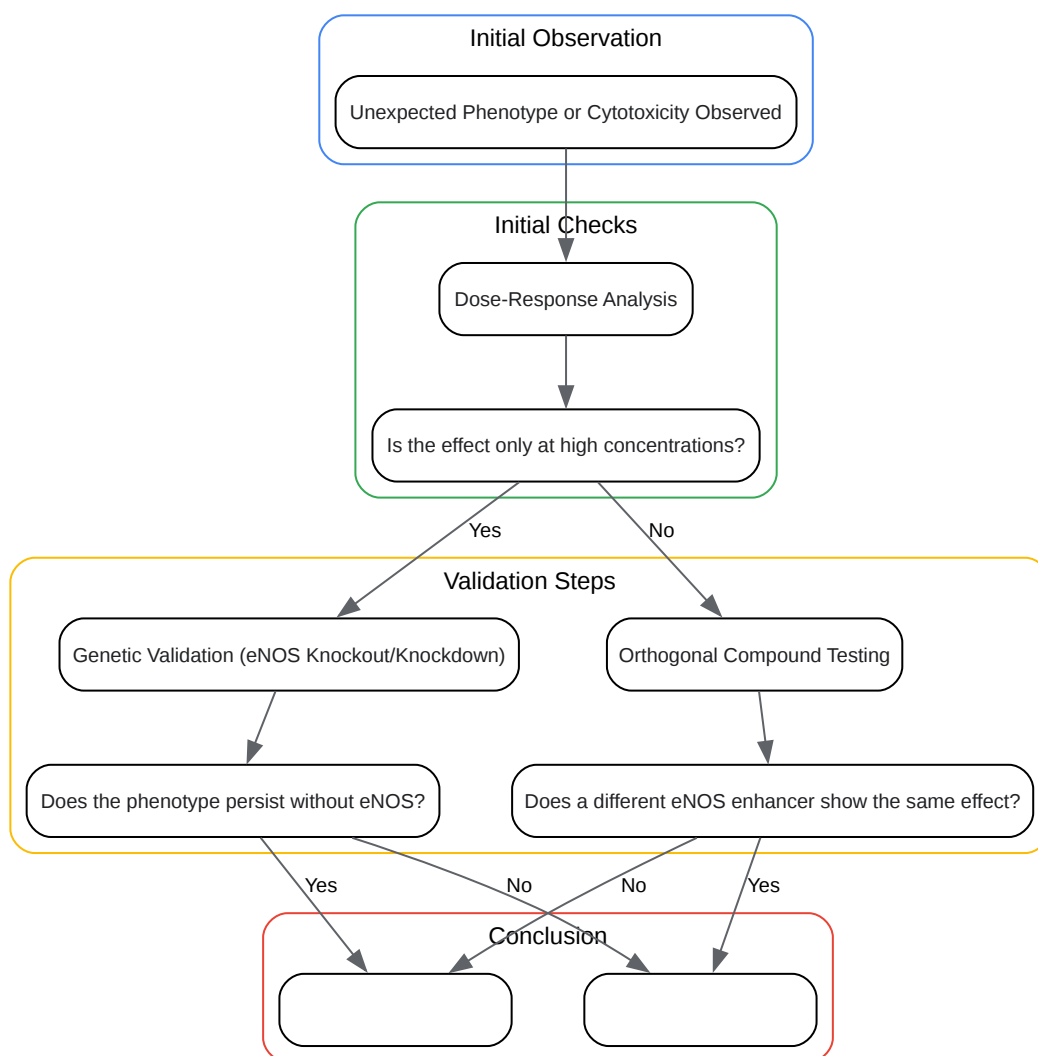 Initial Observation
Unexpected Phenotype or Cytotoxicity Observed
Initial Checks
Dose-Response Analysis
Is the effect only at high concentrations?
Yes
No
Validation Steps
Genetic Validation (eNOS Knockout/Knockdown)
Orthogonal Compound Testing
Does the phenotype persist without eNOS?
Does a different eNOS enhancer show the same effect?
Yes
No
No
Yes
Conclusion